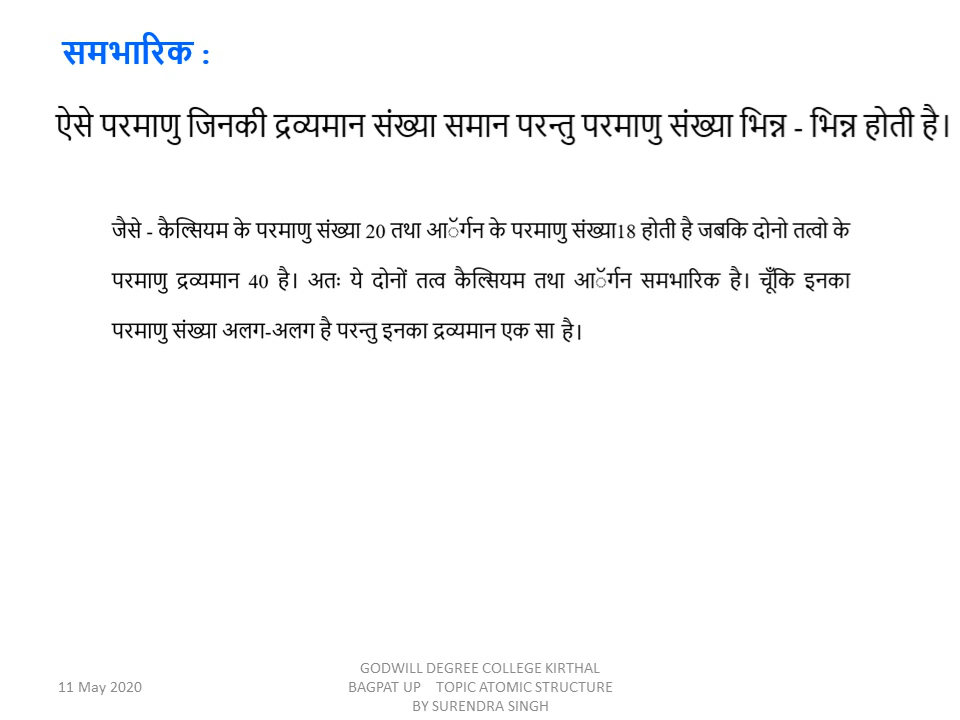 समभारिक :
ऐसे परमाणु जिनकी द्रव्यमान संख्या समान परन्तु परमाणु संख्या भिन्न - भिन्न होती है।
जैसे - कैल्सियम के परमाणु संख्या 20 तथा आॅर्गन के परमाणु संख्या18 होती है जबकि दोनो तत्वो के
परमाणु द्रव्यमान 40 है। अतः ये दोनों तत्व कैल्सियम तथा आॅर्गन समभारिक है। चूँकि इनका
परमाणु संख्या अलग-अलग है परन्तु इनका द्रव्यमान एक सा है।
11 May 2020
GODWILL DEGREE COLLEGE KIRTHAL
BAGPAT UP TOPIC ATOMIC STRUCTURE
BY SURENDRA SINGH